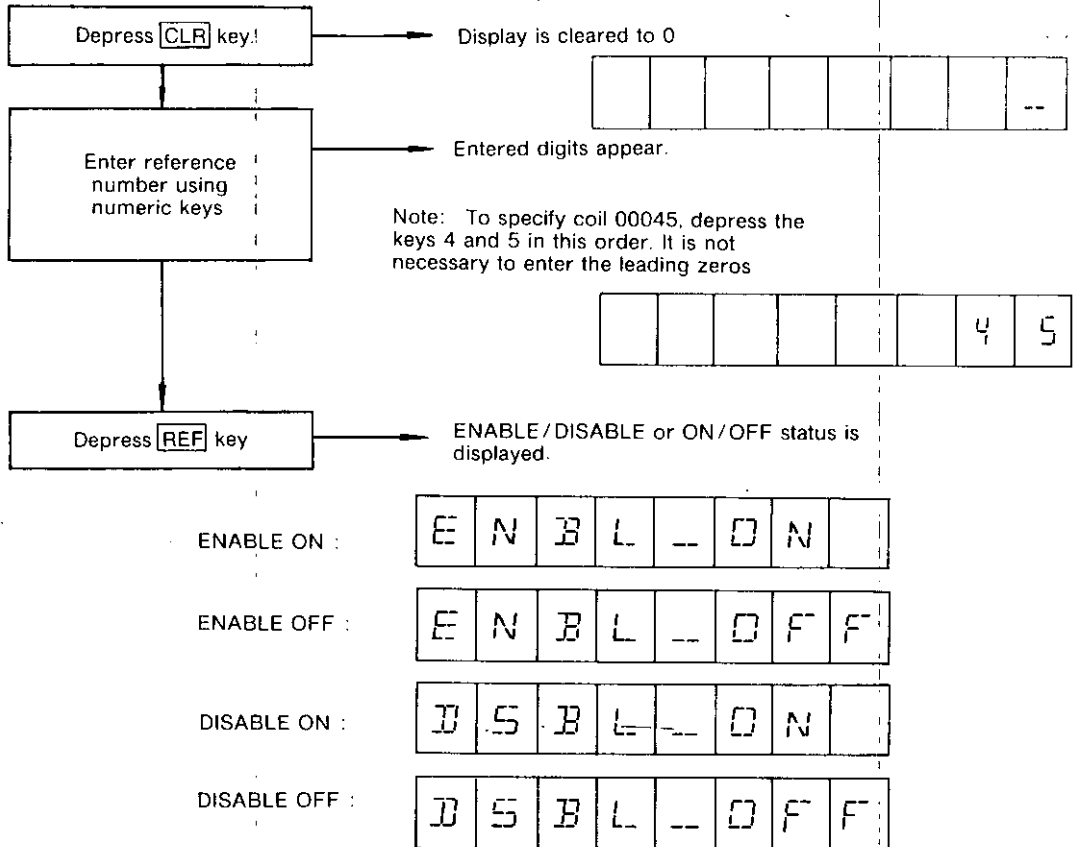 Depress CLR key.
Display is cleared to 0
_
Enter reference
number using
numeric keys
Entered digits appear.
Note: To specify coil 00045, depress the
keys 4 and 5 in this order. It is not
necessary to enter the leading zeros
4 5
Depress REF key
ENABLE/DISABLE or ON/OFF status is
displayed.
ENABLE ON :
E N B L _ O N
ENABLE OFF :
E N B L _ O F F
DISABLE ON :
D S B L _ O N
DISABLE OFF :
D S B L _ O F F